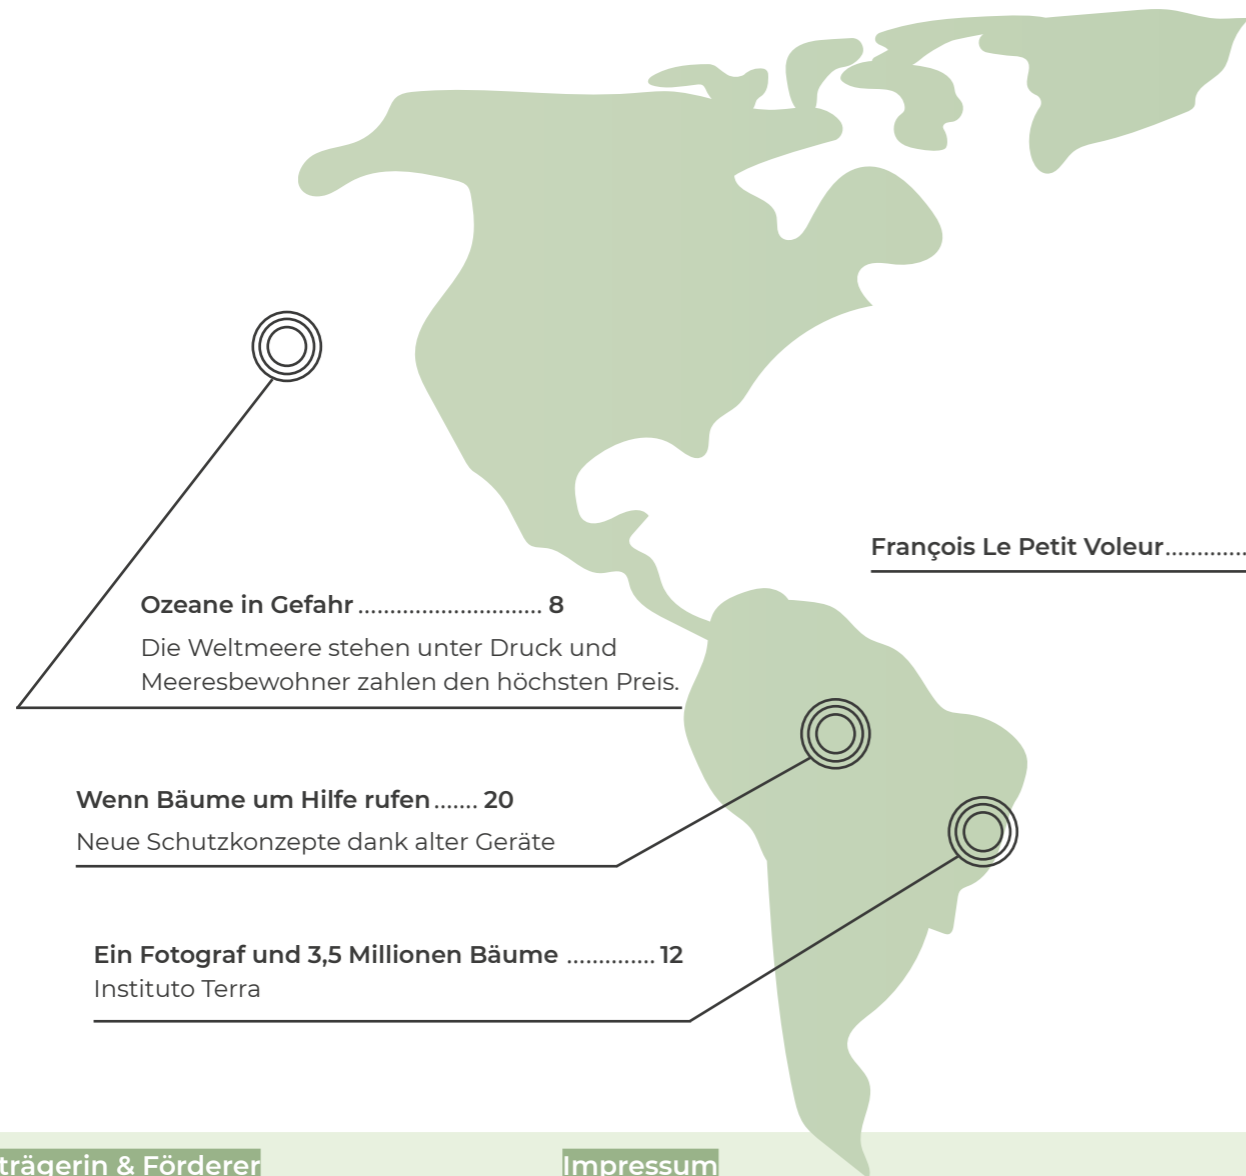 François Le Petit Voleur.............
Ozeane in Gefahr ............................. 8
Die Weltmeere stehen unter Druck und
Meeresbewohner zahlen den höchsten Preis.
Wenn Bäume um Hilfe rufen ....... 20
Neue Schutzkonzepte dank alter Geräte
Ein Fotograf und 3,5 Millionen Bäume .............. 12
Instituto Terra
trägerin & Förderer
Impressum